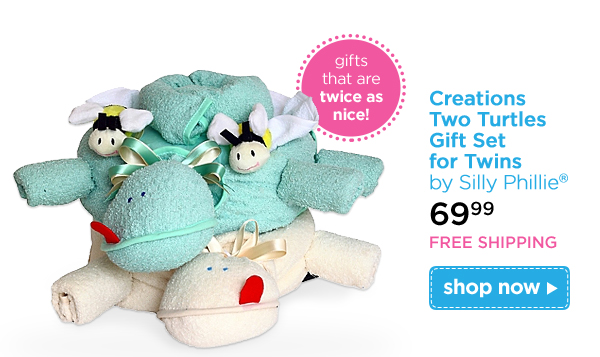 gifts
that are
twice as
nice!
Creations
Two Turtles
Gift Set
for Twins
by Silly Phillie®
69⁹⁹
FREE SHIPPING
shop now ▶